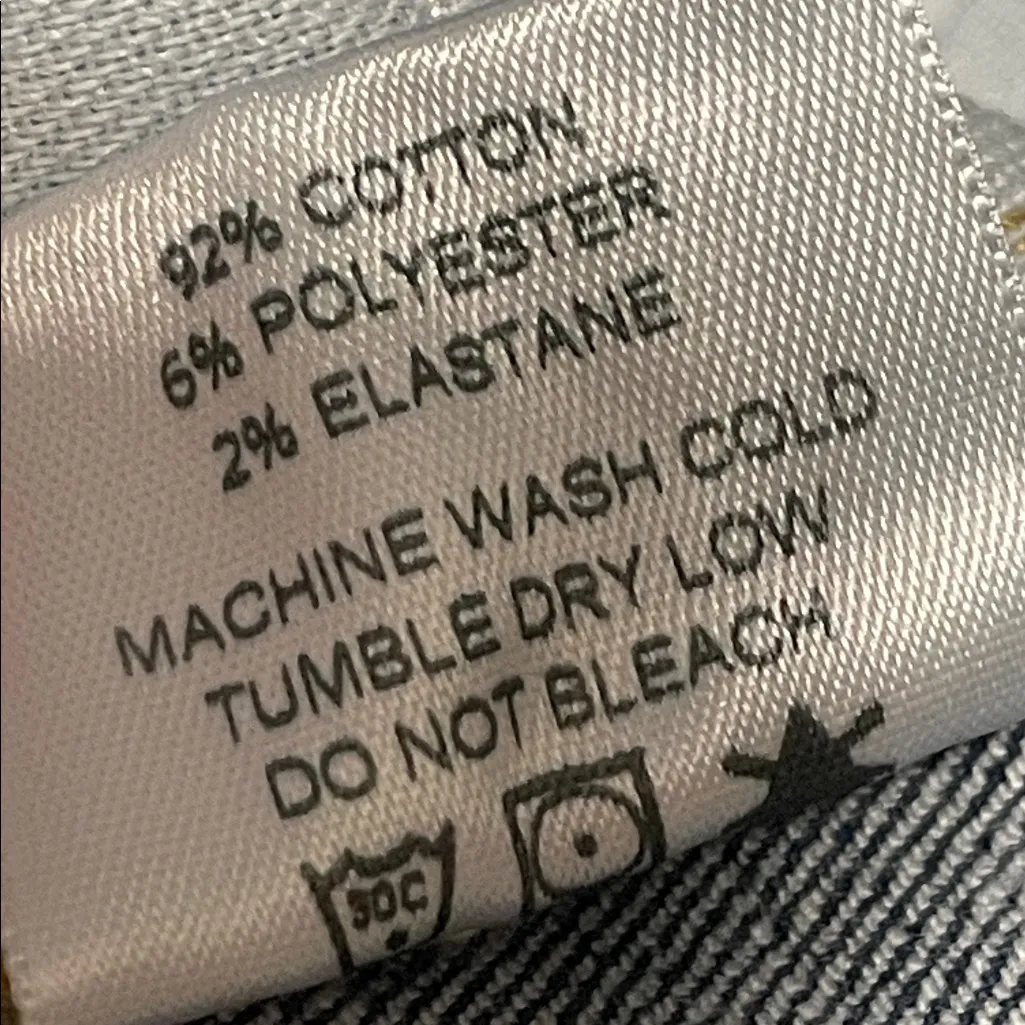 92% COTTON
6% POLYESTER
2% ELASTANE
MACHINE WASH COLD
TUMBLE DRY LOW
DO NOT BLEACH
30C